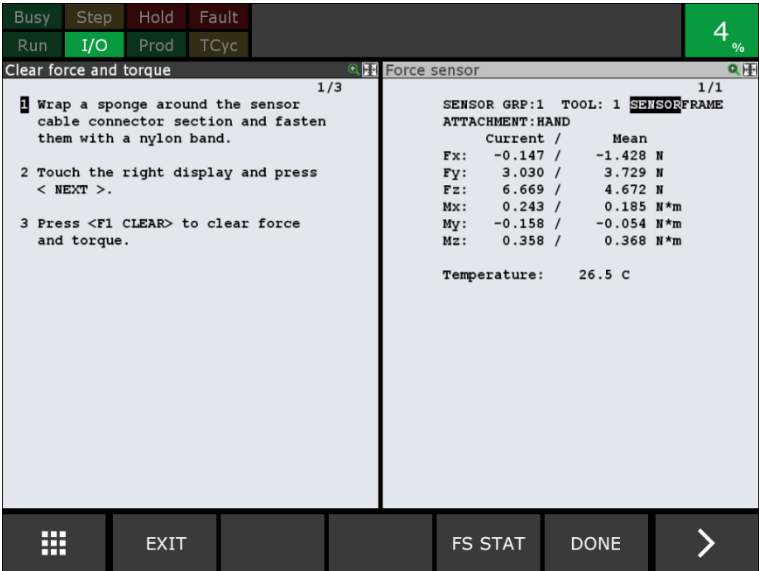 Busy Step Hold Fault
Run I/O Prod TCyc
4 %
Clear force and torque
1/3
1 Wrap a sponge around the sensor
cable connector section and fasten
them with a nylon band.
2 Touch the right display and press
< NEXT >.
3 Press <F1 CLEAR> to clear force
and torque.
Force sensor
1/1
SENSOR GRP:1 TOOL: 1 SENSORFRAME
ATTACHMENT:HAND
Current / Mean
Fx: -0.147 / -1.428 N
Fy: 3.030 / 3.729 N
Fz: 6.669 / 4.672 N
Mx: 0.243 / 0.185 N*m
My: -0.158 / -0.054 N*m
Mz: 0.358 / 0.368 N*m
Temperature: 26.5 C
EXIT FS STAT DONE